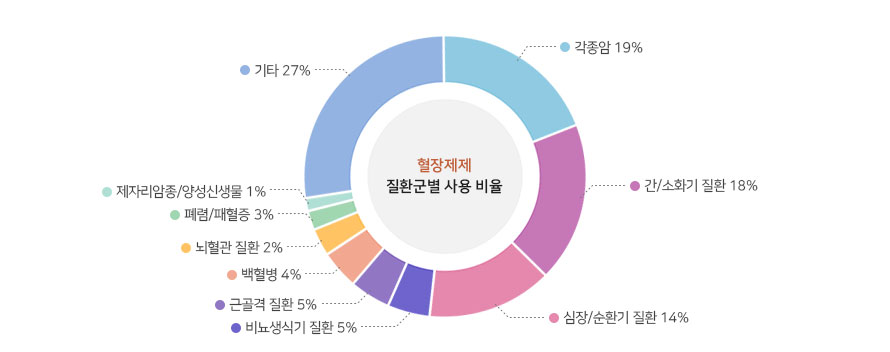 혈장제제
질환군별 사용 비율
각종암 19%
간/소화기 질환 18%
심장/순환기 질환 14%
비뇨생식기 질환 5%
근골격 질환 5%
백혈병 4%
뇌혈관 질환 2%
폐렴/패혈증 3%
제자리암종/양성신생물 1%
기타 27%